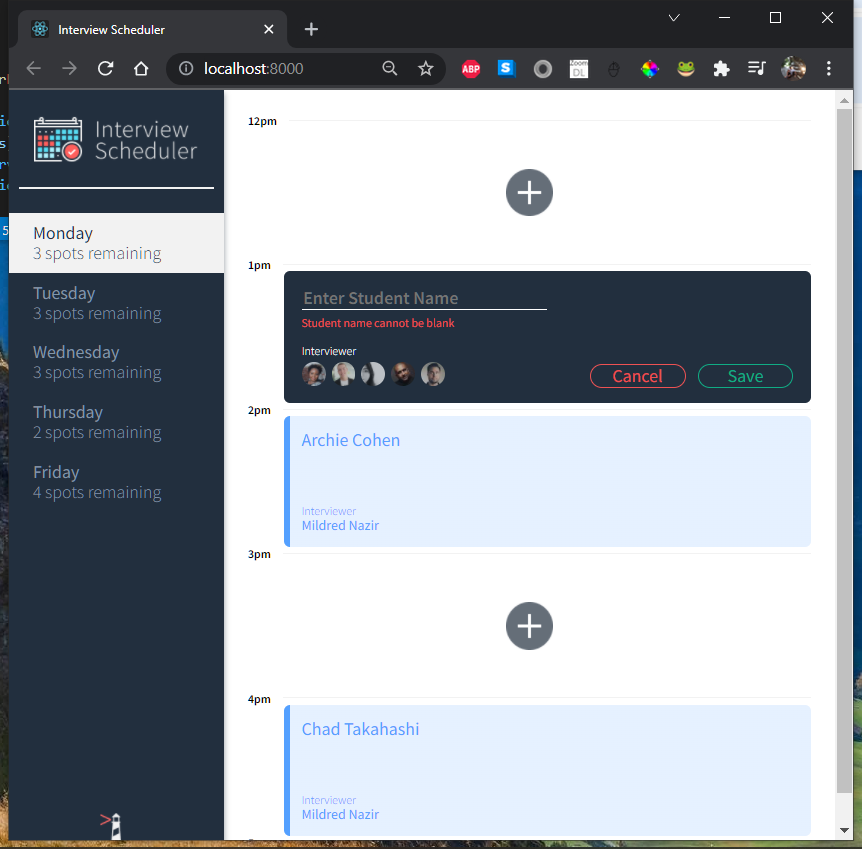 Interview Scheduler
localhost:8000
ABP
S
zoom
DL
Interview
Scheduler
Monday
3 spots remaining
Tuesday
3 spots remaining
Wednesday
3 spots remaining
Thursday
2 spots remaining
Friday
4 spots remaining
12pm
1pm
Enter Student Name
Student name cannot be blank
Interviewer
Cancel
Save
2pm
Archie Cohen
Interviewer
Mildred Nazir
3pm
4pm
Chad Takahashi
Interviewer
Mildred Nazir